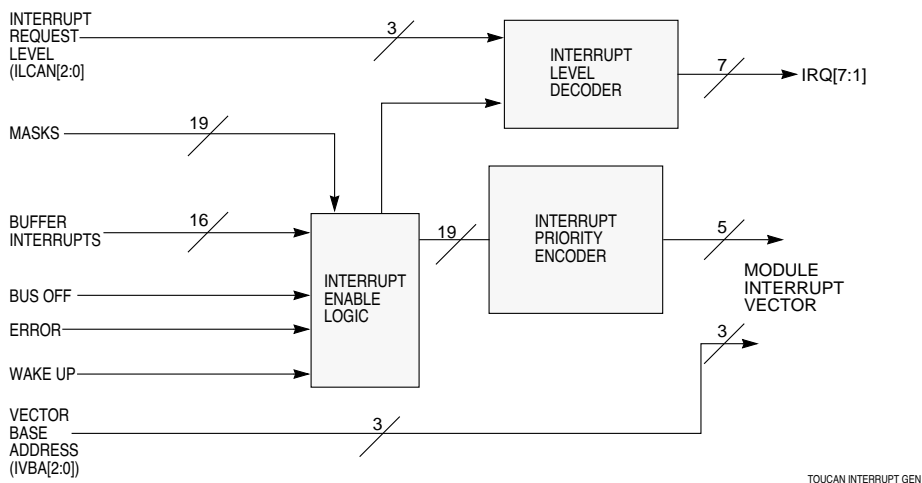 INTERRUPT
REQUEST
LEVEL
(ILCAN[2:0]
3
INTERRUPT
LEVEL
DECODER
7
IRQ[7:1]
MASKS
19
BUFFER
INTERRUPTS
16
INTERRUPT
ENABLE
LOGIC
19
INTERRUPT
PRIORITY
ENCODER
5
MODULE
INTERRUPT
VECTOR
BUS OFF
ERROR
WAKE UP
3
VECTOR
BASE
ADDRESS
(IVBA[2:0])
3
TOUCAN INTERRUPT GEN